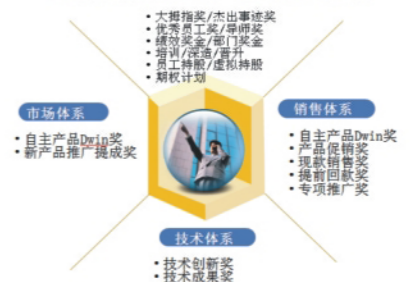 • 大拇指奖/杰出事迹奖
• 优秀员工奖/导师奖
• 绩效奖金/部门奖金
• 培训/深造/晋升
• 员工持股/虚拟持股
• 期权计划
市场体系
• 自主产品Dwin奖
• 新产品推广提成奖
销售体系
• 自主产品Dwin奖
• 产品促销奖
• 现款销售奖
• 提前回款奖
• 专项推广奖
技术体系
• 技术创新奖
• 技术成果奖